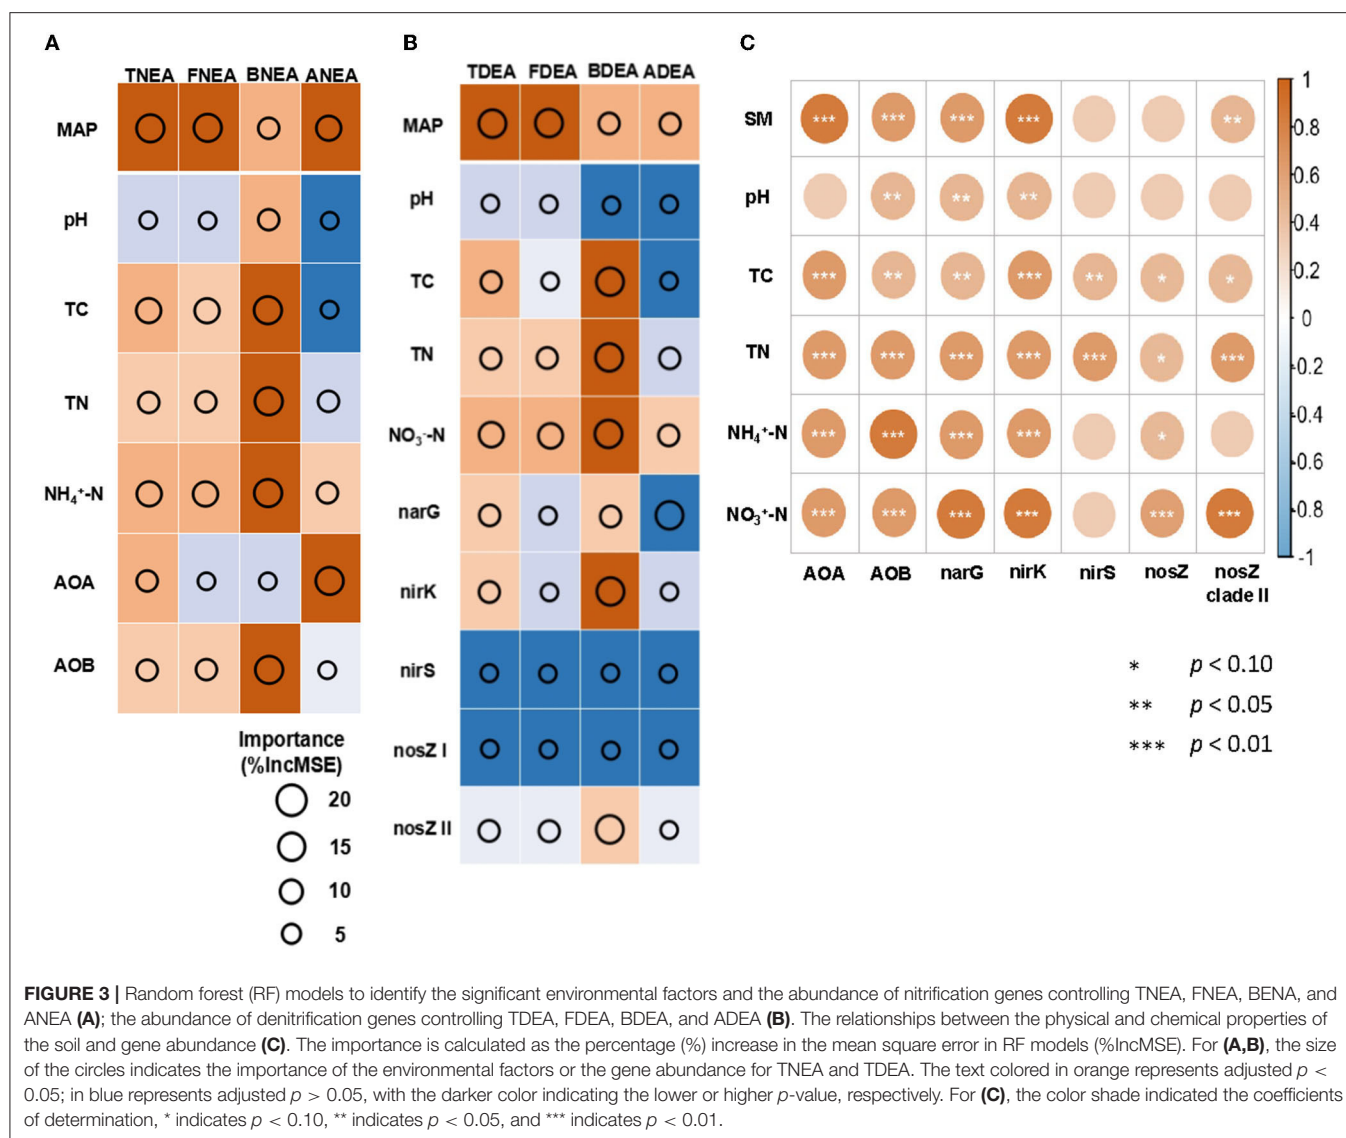 A
TNEA FNEA BNEA ANEA
MAP
pH
TC
TN
NH₄⁺-N
AOA
AOB
Importance
(%IncMSE)
20
15
10
5
B
TDEA FDEA BDEA ADEA
MAP
pH
TC
TN
NO₃⁻-N
narG
nirK
nirS
nosZ I
nosZ II
C
SM *** *** *** *** **
pH ** ** **
TC *** ** ** *** ** * *
TN *** *** *** *** *** * ***
NH₄⁺-N *** *** *** *** *
NO₃⁺-N *** *** *** *** *** ***
AOA AOB narG nirK nirS nosZ nosZ
clade II
1
0.8
0.6
0.4
0.2
0
-0.2
-0.4
-0.6
-0.8
-1
* p < 0.10
** p < 0.05
*** p < 0.01
FIGURE 3 | Random forest (RF) models to identify the significant environmental factors and the abundance of nitrification genes controlling TNEA, FNEA, BENA, and
ANEA (A); the abundance of denitrification genes controlling TDEA, FDEA, BDEA, and ADEA (B). The relationships between the physical and chemical properties of
the soil and gene abundance (C). The importance is calculated as the percentage (%) increase in the mean square error in RF models (%IncMSE). For (A,B), the size
of the circles indicates the importance of the environmental factors or the gene abundance for TNEA and TDEA. The text colored in orange represents adjusted p <
0.05; in blue represents adjusted p > 0.05, with the darker color indicating the lower or higher p-value, respectively. For (C), the color shade indicated the coefficients
of determination, * indicates p < 0.10, ** indicates p < 0.05, and *** indicates p < 0.01.